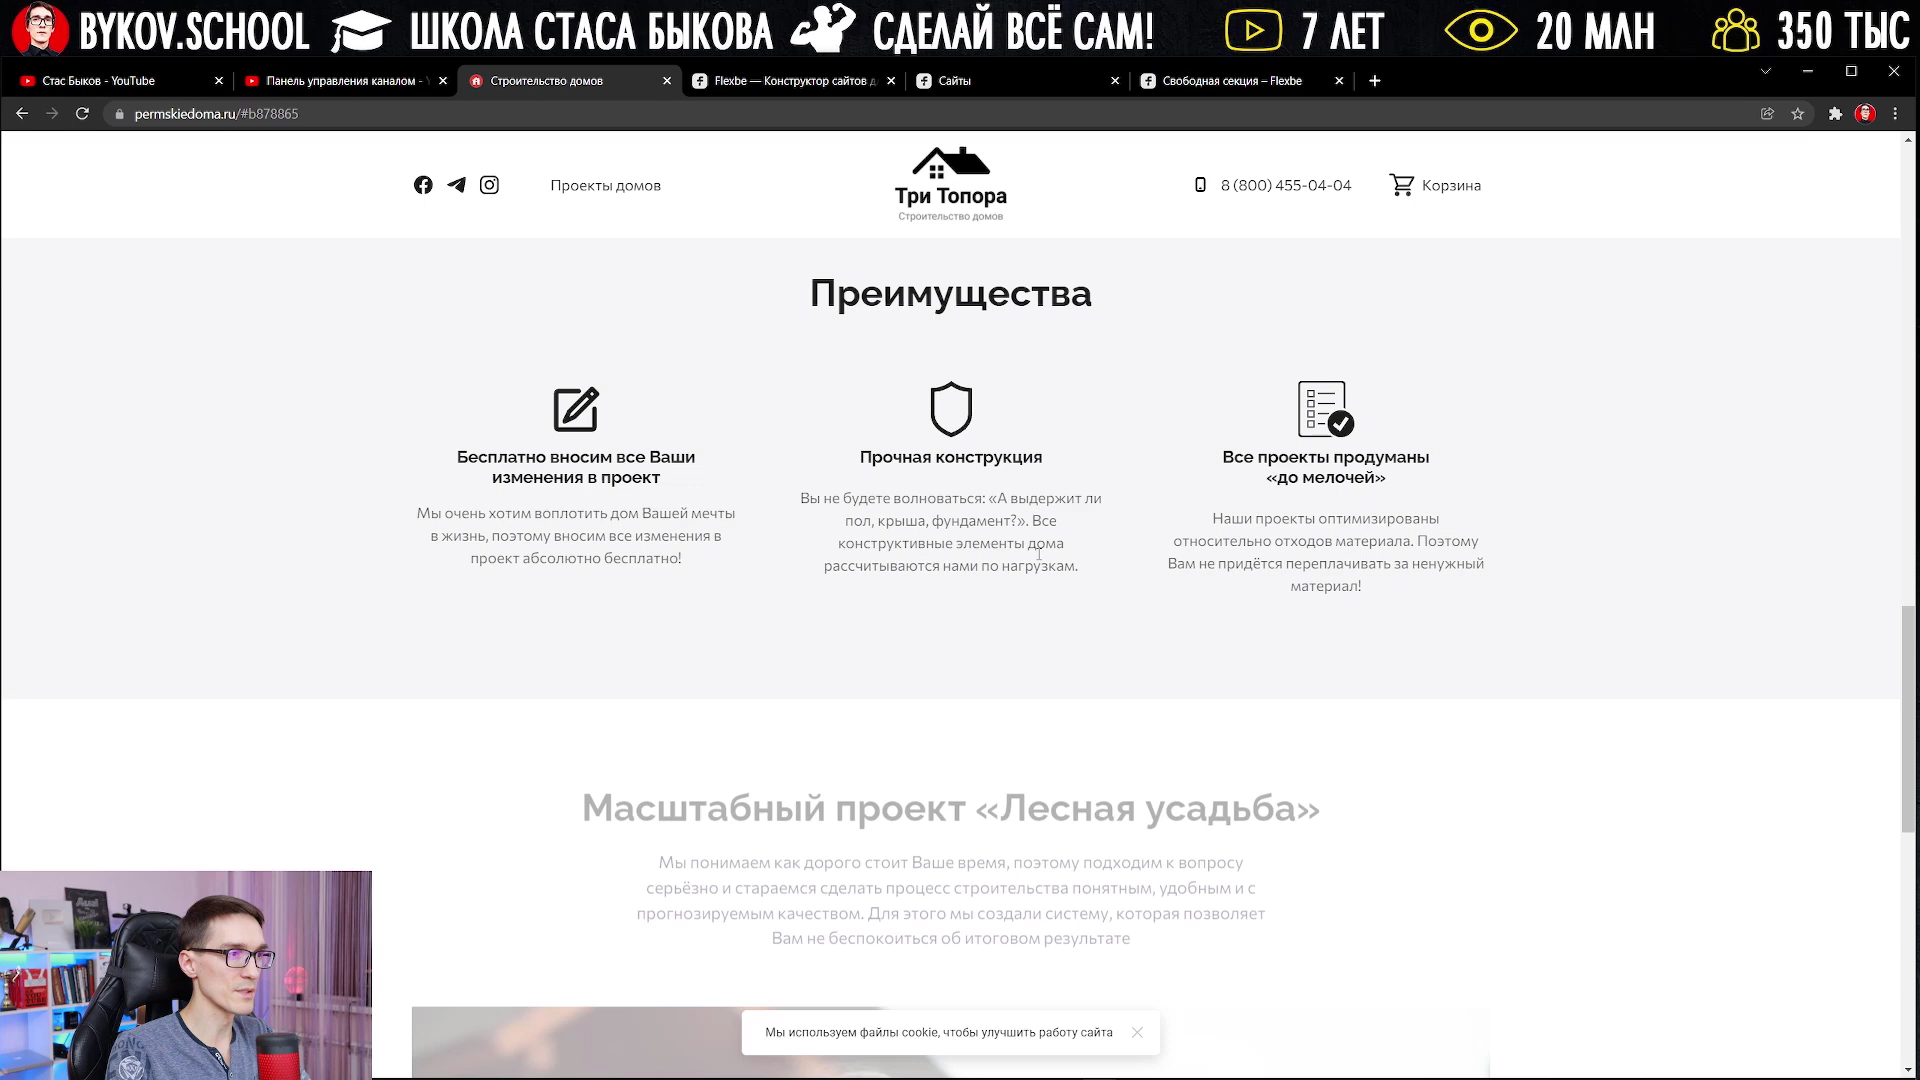 BYKOV.SCHOOL ШКОЛА СТАСА БЫКОВА СДЕЛАЙ ВСЁ САМ! 7 ЛЕТ 20 МЛН 350 ТЫС
Стас Быков - YouTube Панель управления каналом - Y Строительство домов Flexbe — Конструктор сайтов д Сайты Свободная секция – Flexbe
permskiedoma.ru/#b878865
Проекты домов
Три Топора
Строительство домов
8 (800) 455-04-04
Корзина
Преимущества
Бесплатно вносим все Ваши
изменения в проект
Мы очень хотим воплотить дом Вашей мечты
в жизнь, поэтому вносим все изменения в
проект абсолютно бесплатно!
Прочная конструкция
Вы не будете волноваться: «А выдержит ли
пол, крыша, фундамент?». Все
конструктивные элементы дома
рассчитываются нами по нагрузкам.
Все проекты продуманы
«до мелочей»
Наши проекты оптимизированы
относительно отходов материала. Поэтому
Вам не придётся переплачивать за ненужный
материал!
Масштабный проект «Лесная усадьба»
Мы понимаем как дорого стоит Ваше время, поэтому подходим к вопросу
серьёзно и стараемся сделать процесс строительства понятным, удобным и с
прогнозируемым качеством. Для этого мы создали систему, которая позволяет
Вам не беспокоиться об итоговом результате
Мы используем файлы cookie, чтобы улучшить работу сайта